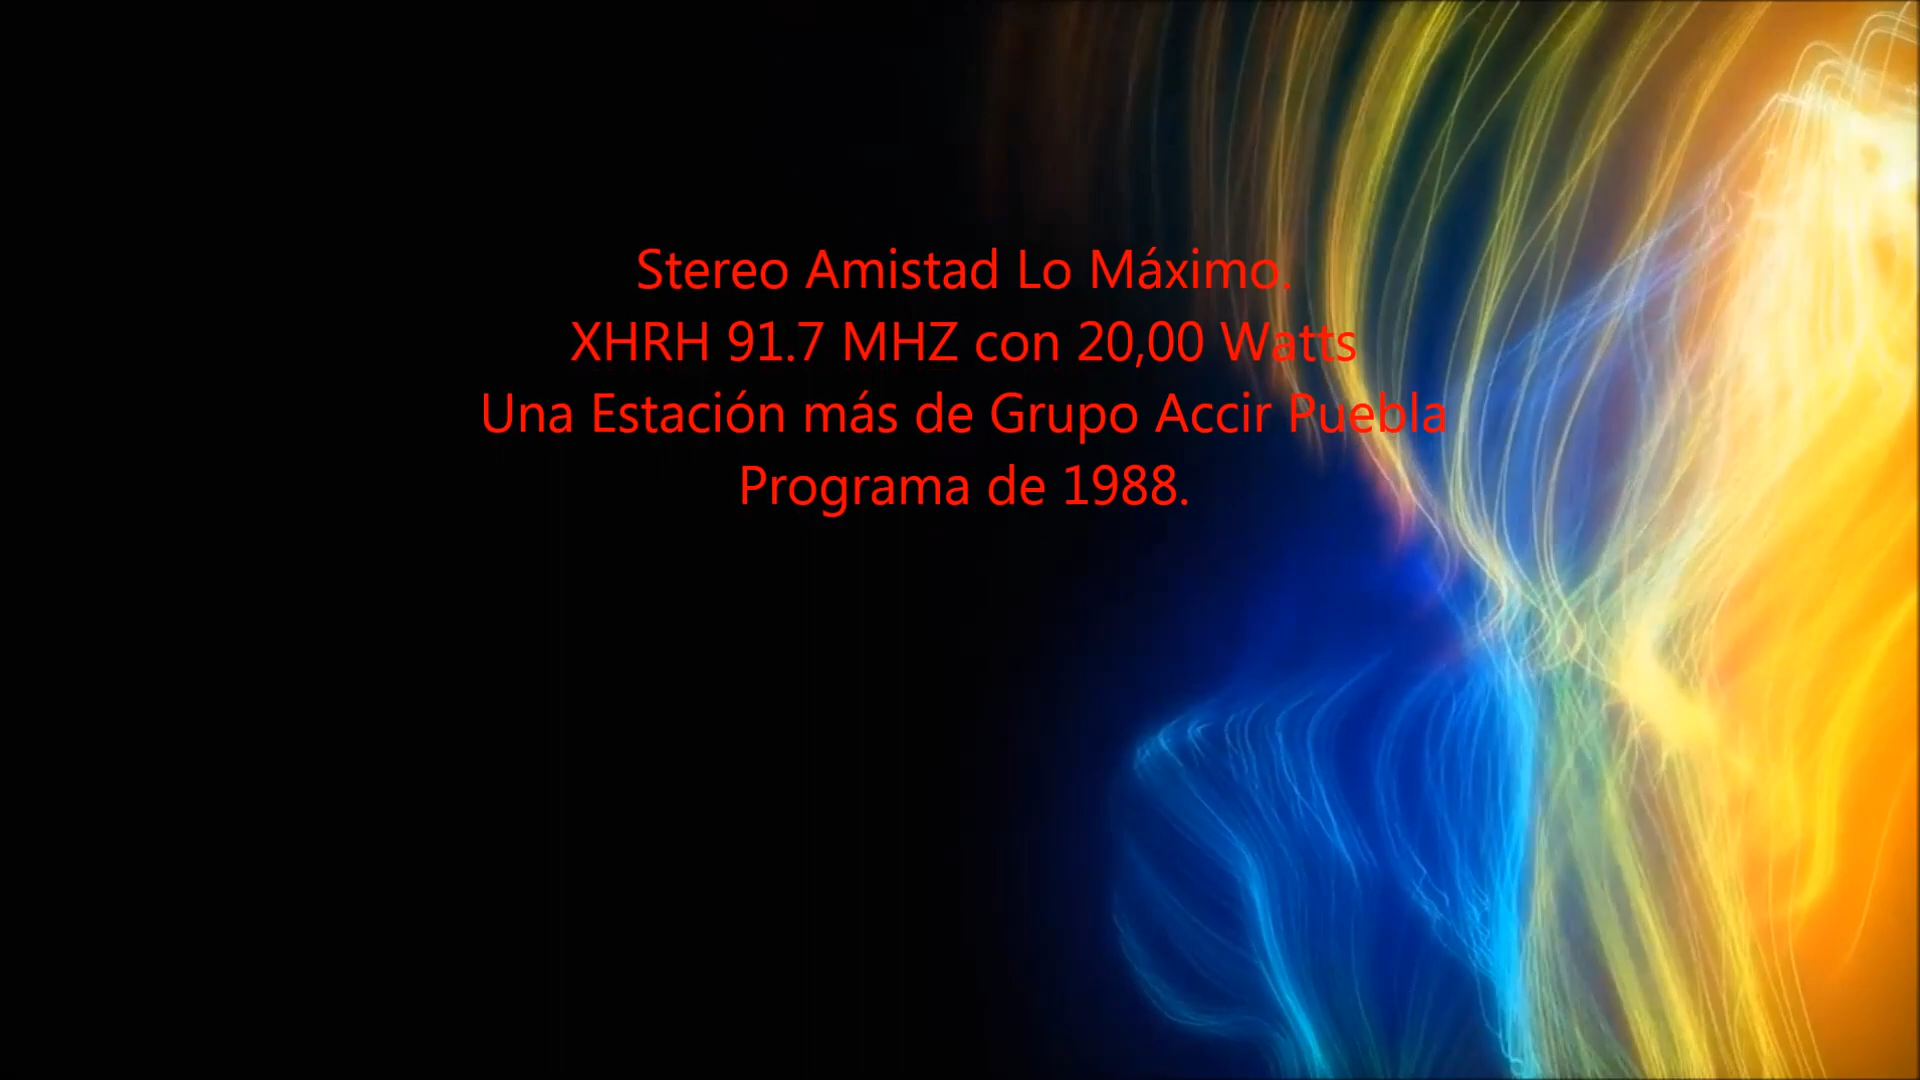 Stereo Amistad Lo Máximo.
XHRH 91.7 MHZ con 20,00 Watts
Una Estación más de Grupo Accir Puebla
Programa de 1988.